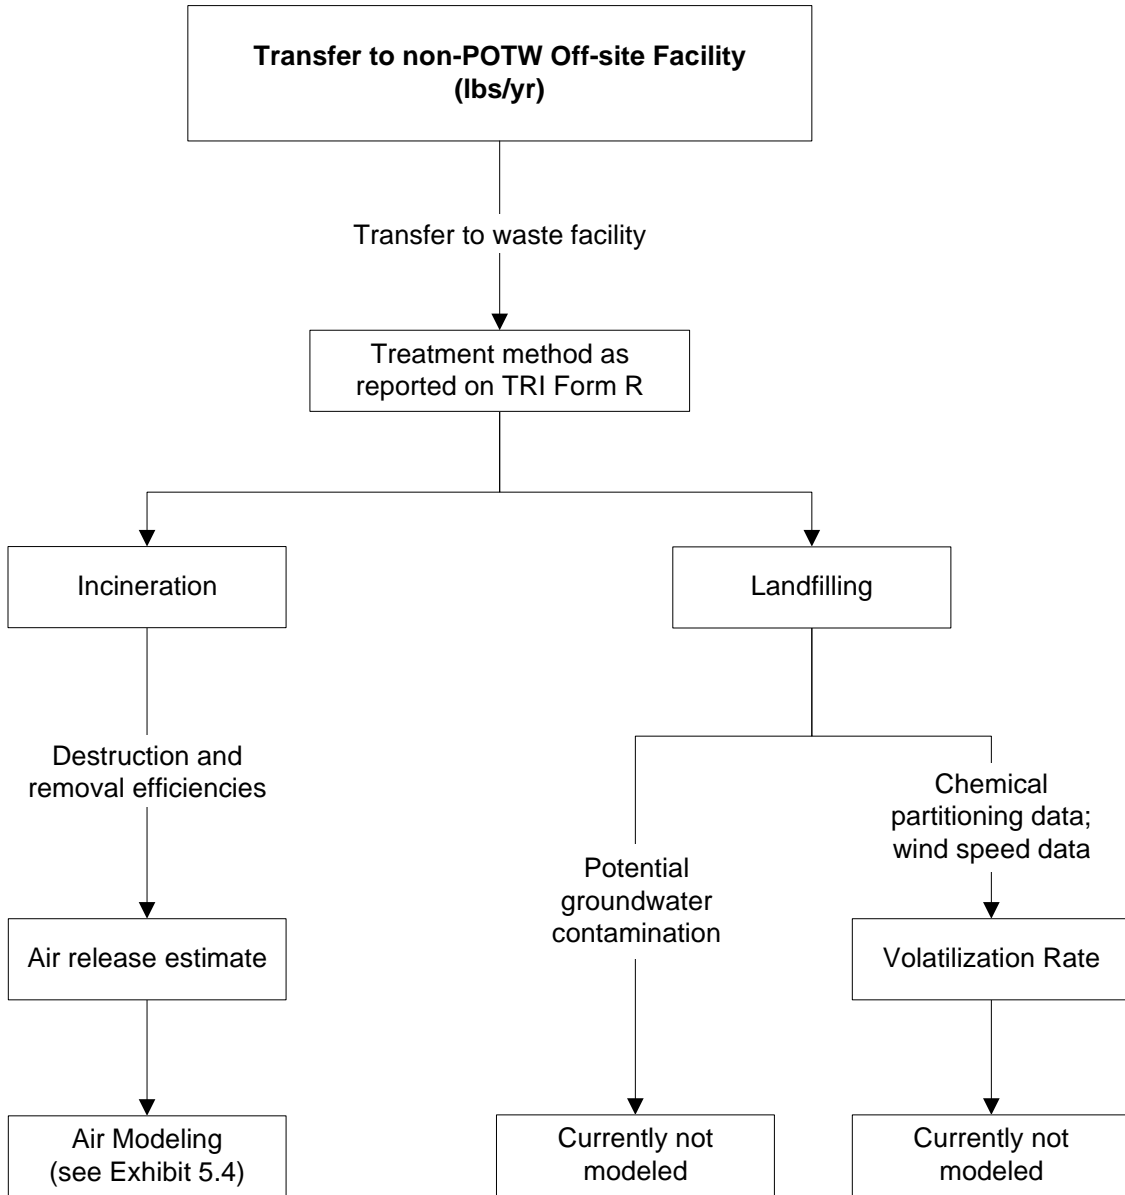 Transfer to non-POTW Off-site Facility
(lbs/yr)
Transfer to waste facility
Treatment method as
reported on TRI Form R
Incineration
Landfilling
Destruction and
removal efficiencies
Chemical
partitioning data;
wind speed data
Potential
groundwater
contamination
Air release estimate
Volatilization Rate
Air Modeling
(see Exhibit 5.4)
Currently not
modeled
Currently not
modeled